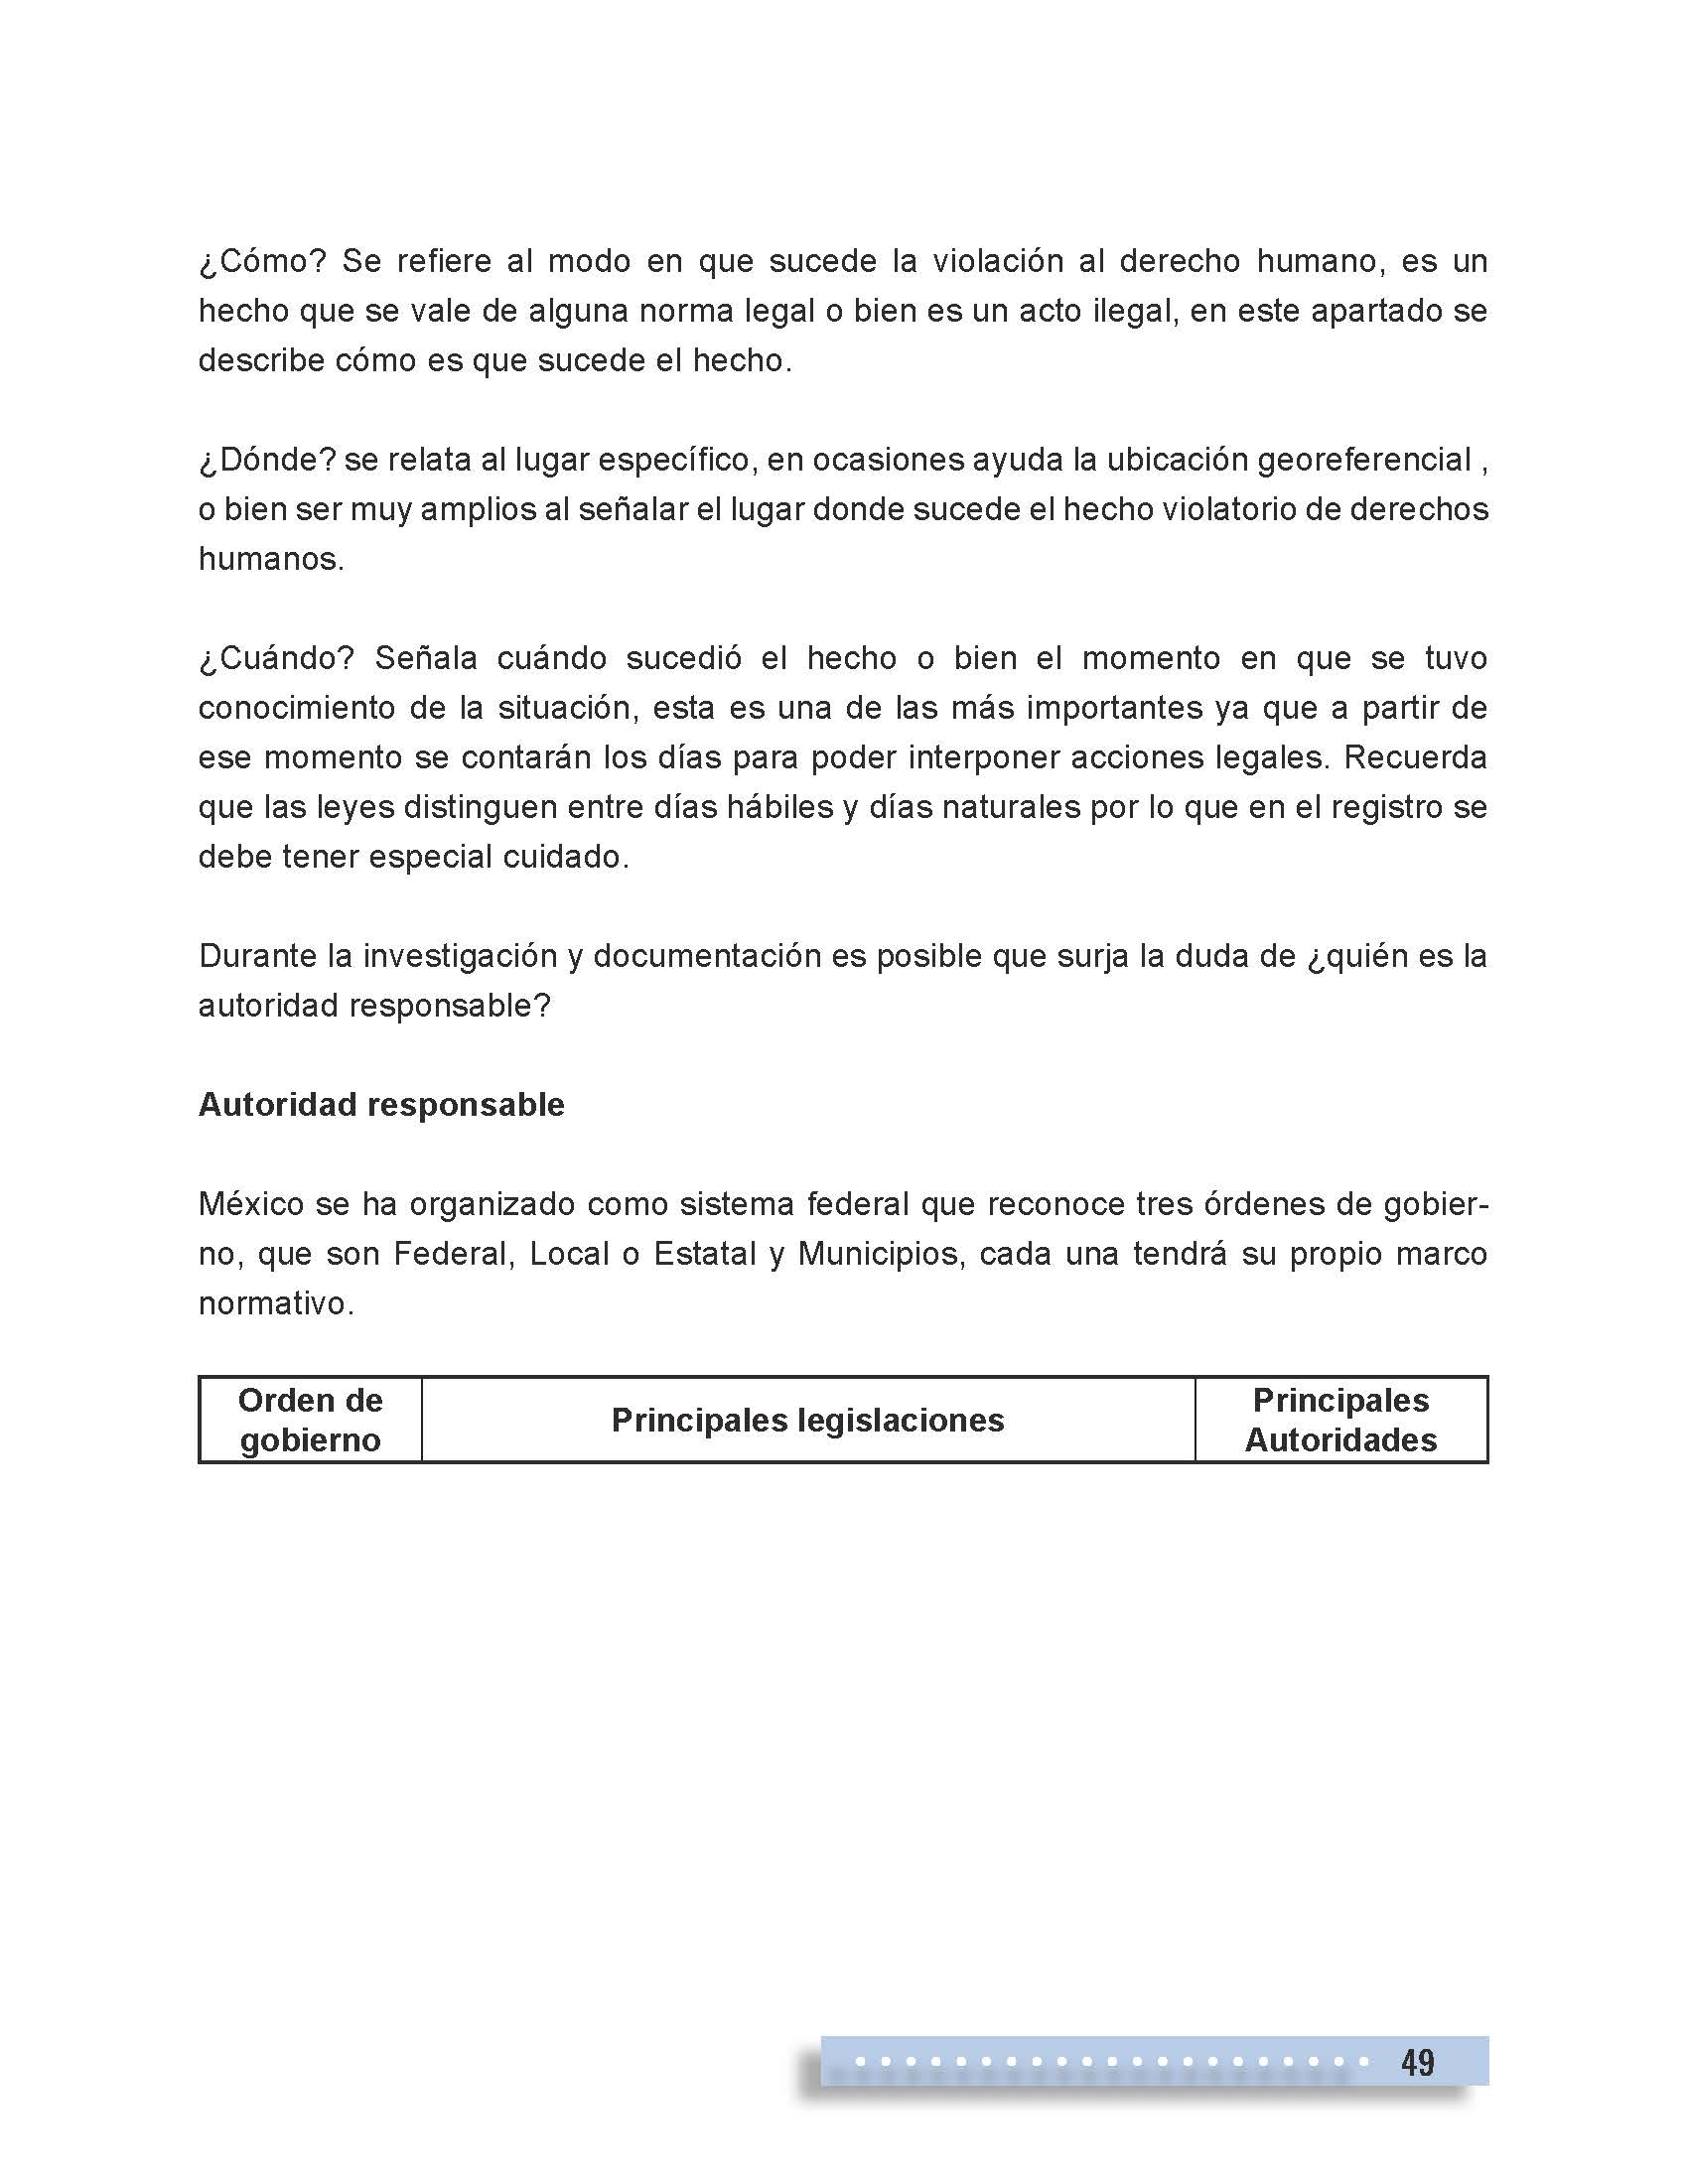 ¿Cómo? Se refiere al modo en que sucede la violación al derecho humano, es un
hecho que se vale de alguna norma legal o bien es un acto ilegal, en este apartado se
describe cómo es que sucede el hecho.
¿Dónde? se relata al lugar específico, en ocasiones ayuda la ubicación georeferencial ,
o bien ser muy amplios al señalar el lugar donde sucede el hecho violatorio de derechos
humanos.
¿Cuándo? Señala cuándo sucedió el hecho o bien el momento en que se tuvo
conocimiento de la situación, esta es una de las más importantes ya que a partir de
ese momento se contarán los días para poder interponer acciones legales. Recuerda
que las leyes distinguen entre días hábiles y días naturales por lo que en el registro se
debe tener especial cuidado.
Durante la investigación y documentación es posible que surja la duda de ¿quién es la
autoridad responsable?
Autoridad responsable
México se ha organizado como sistema federal que reconoce tres órdenes de gobier-
no, que son Federal, Local o Estatal y Municipios, cada una tendrá su propio marco
normativo.
Orden de
gobierno
Principales legislaciones
Principales
Autoridades
49